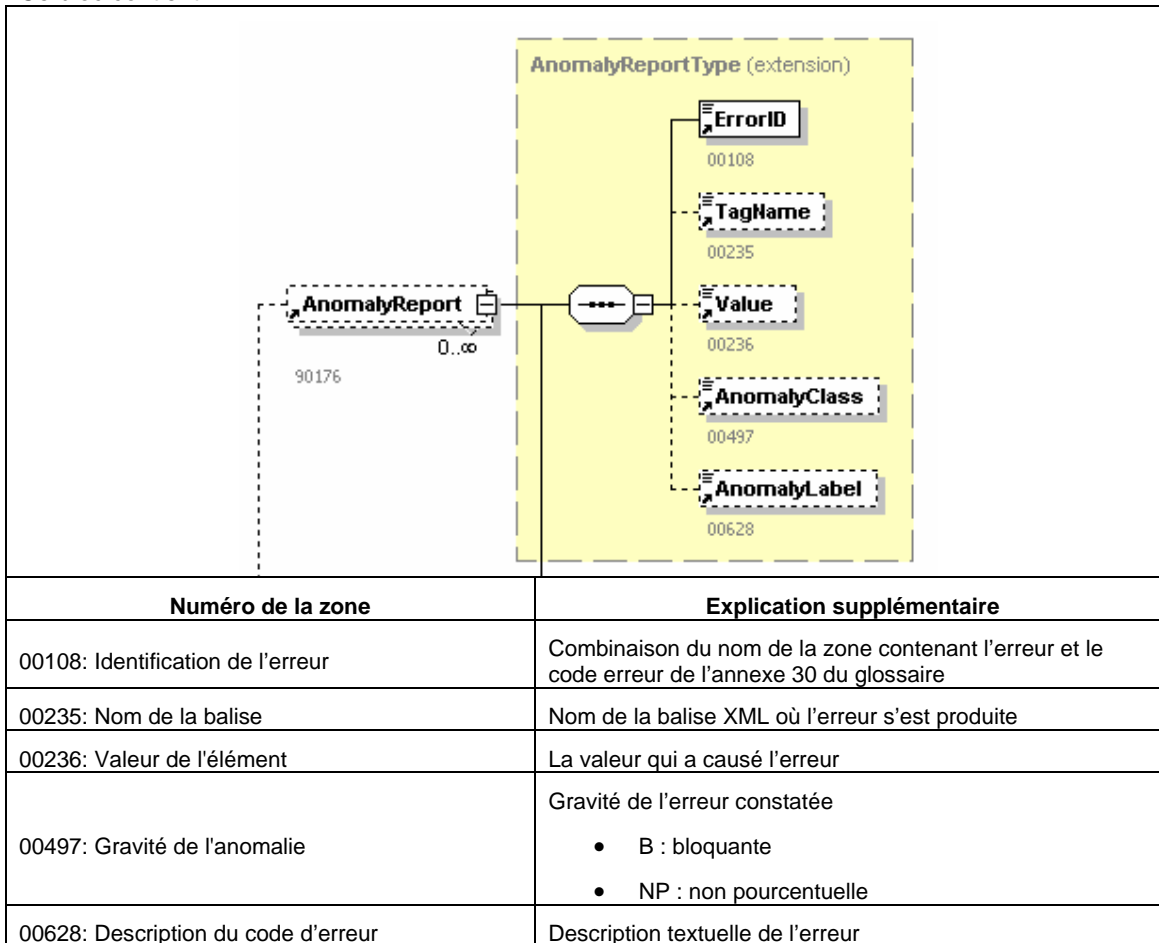 AnomalyReportType (extension)
ErrorID
00108
TagName
00235
AnomalyReport
Value
0..∞
00236
90176
AnomalyClass
00497
AnomalyLabel
00628
Numéro de la zone
Explication supplémentaire
00108: Identification de l’erreur
Combinaison du nom de la zone contenant l’erreur et le
code erreur de l’annexe 30 du glossaire
00235: Nom de la balise
Nom de la balise XML où l’erreur s’est produite
00236: Valeur de l'élément
La valeur qui a causé l’erreur
00497: Gravité de l'anomalie
Gravité de l’erreur constatée
• B : bloquante
• NP : non pourcentuelle
00628: Description du code d’erreur
Description textuelle de l’erreur